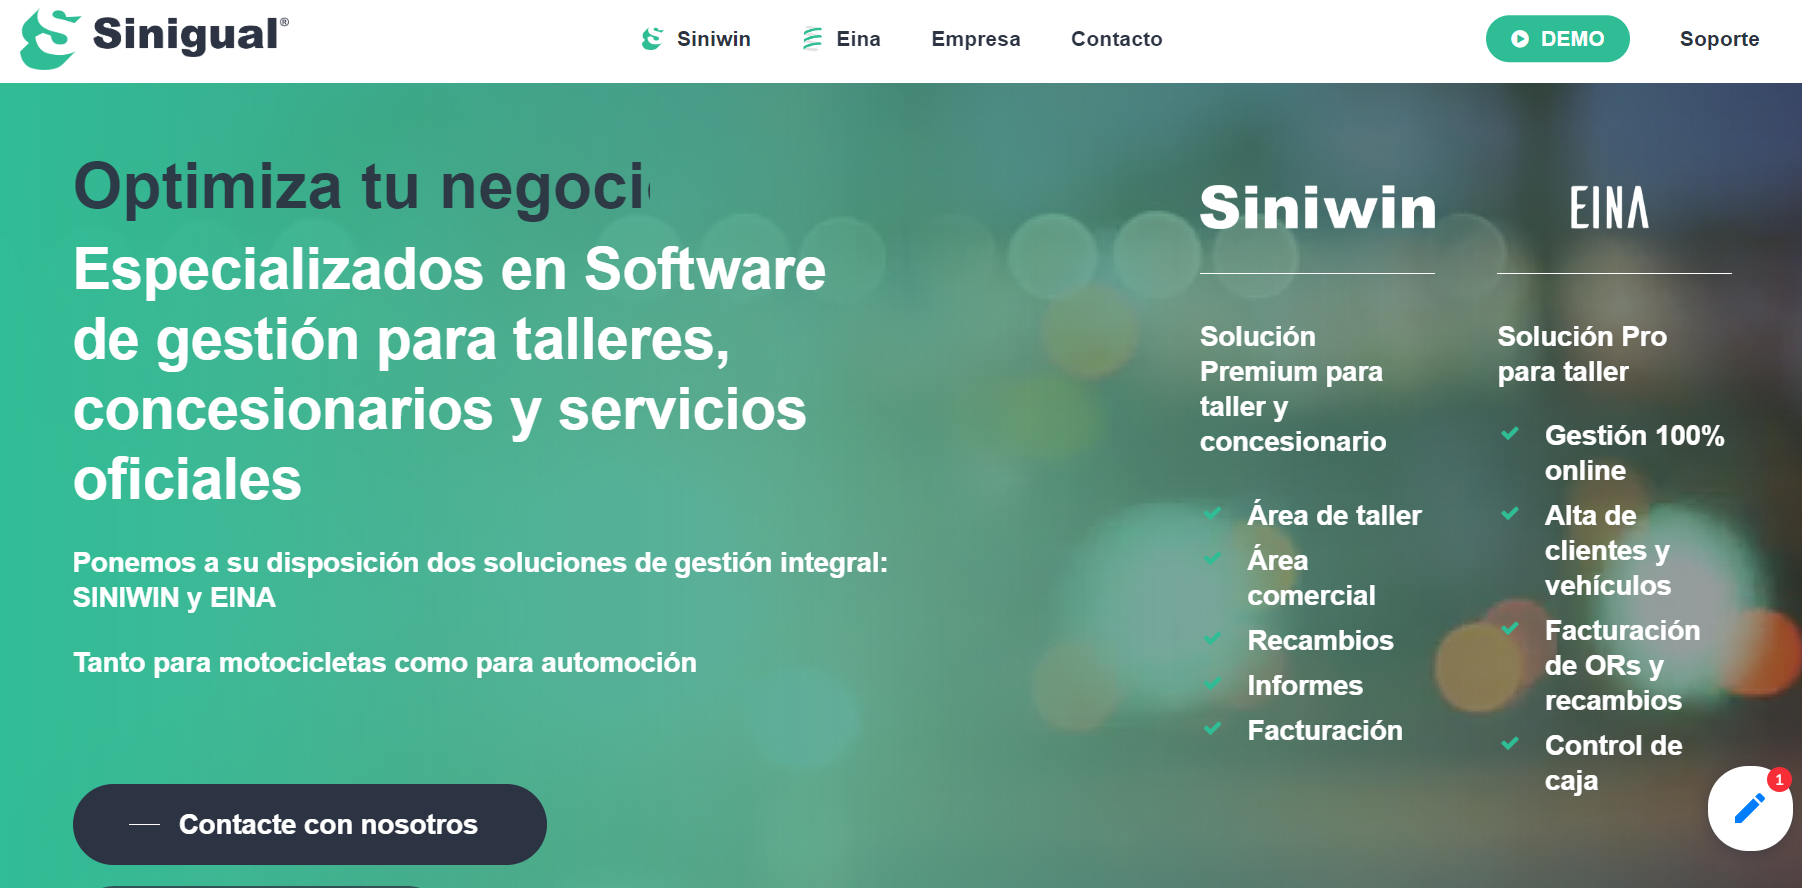 Sinigual®
Siniwin
Eina
Empresa
Contacto
DEMO
Soporte
Optimiza tu negoci
Especializados en Software
de gestión para talleres,
concesionarios y servicios
oficiales
Ponemos a su disposición dos soluciones de gestión integral:
SINIWIN y EINA
Tanto para motocicletas como para automoción
Contacte con nosotros
Siniwin
Solución
Premium para
taller y
concesionario
Área de taller
Área
comercial
Recambios
Informes
Facturación
EINA
Solución Pro
para taller
Gestión 100%
online
Alta de
clientes y
vehículos
Facturación
de ORs y
recambios
Control de
caja
1